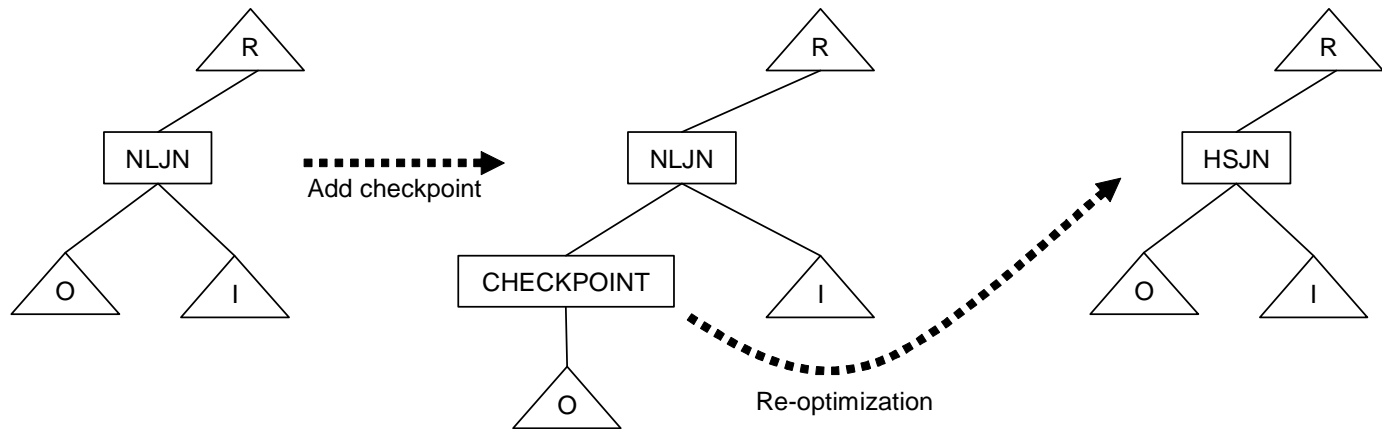 R
R
R
NLJN
NLJN
HSJN
Add checkpoint
O
I
CHECKPOINT
I
O
I
O
Re-optimization